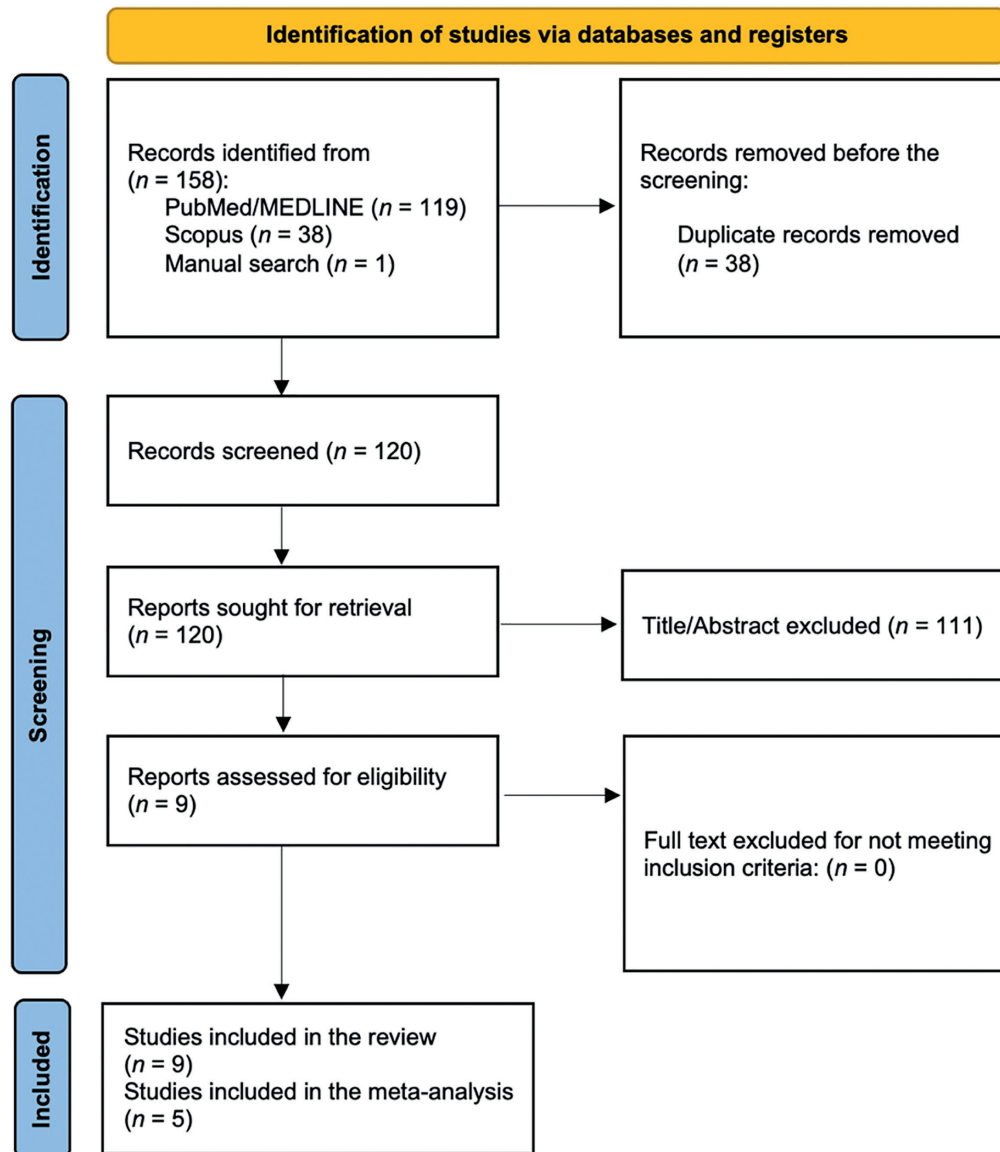 Identification of studies via databases and registers
Identification
Records identified from
(n = 158):
PubMed/MEDLINE (n = 119)
Scopus (n = 38)
Manual search (n = 1)
Records removed before the
screening:
Duplicate records removed
(n = 38)
Screening
Records screened (n = 120)
Reports sought for retrieval
(n = 120)
Title/Abstract excluded (n = 111)
Reports assessed for eligibility
(n = 9)
Full text excluded for not meeting
inclusion criteria: (n = 0)
Included
Studies included in the review
(n = 9)
Studies included in the meta-analysis
(n = 5)